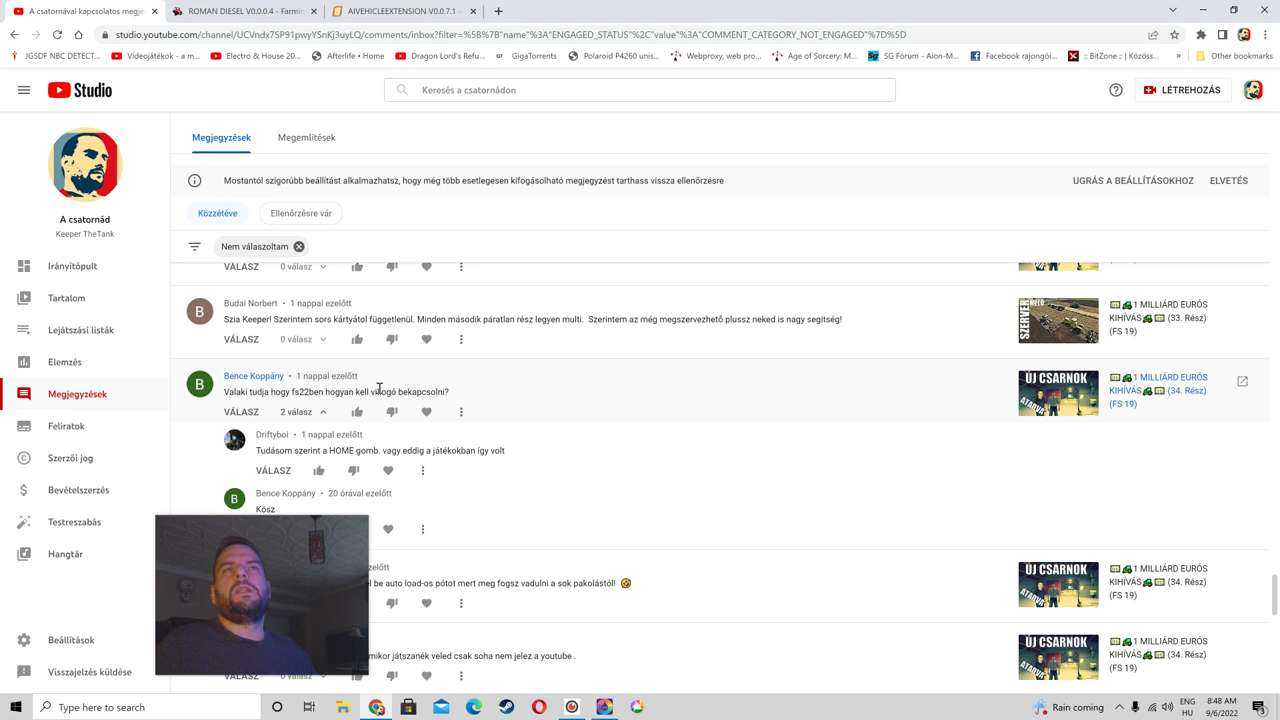 A csatornával kapcsolatos megje
ROMAN DIESEL V0.0.4 - Farmin
AIVEHICLEEXTENSION V0.0.7.1 -
studio.youtube.com/channel/UCVndx7SP91pwyYSnKj3uyLQ/comments/inbox?filter=%5B%7B"name"%3A"ENGAGED_STATUS"%2C"value"%3A"COMMENT_CATEGORY_NOT_ENGAGED"%7D%5D
JGSDF NBC DETECT...
Videojátékok - a m...
Electro & House 20...
Afterlife • Home
Dragon Lord's Refu...
GT GigaTorrents
Polaroid P4260 unis...
Webproxy, web pro...
Age of Sorcery: M...
SG Fórum - Aion-M...
Facebook rajongói...
:: BitZone :: | Közöss...
Other bookmarks
Studio
Keresés a csatornádon
LÉTREHOZÁS
A csatornád
Keeper TheTank
Irányítópult
Tartalom
Lejátszási listák
Elemzés
Megjegyzések
Feliratok
Szerzői jog
Bevételszerzés
Testreszabás
Hangtár
Beállítások
Visszajelzés küldése
Megjegyzések
Megemlítések
Mostantól szigorúbb beállítást alkalmazhatsz, hogy még több esetlegesen kifogásolható megjegyzést tarthass vissza ellenőrzésre
UGRÁS A BEÁLLÍTÁSOKHOZ
ELVETÉS
Közzétéve
Ellenőrzésre vár
Nem válaszoltam
VÁLASZ 0 válasz
B
Budai Norbert • 1 nappal ezelőtt
Szia Keeper! Szerintem sors kártyától függetlenül. Minden második páratlan rész legyen multi. Szerintem az még megszervezhető plussz neked is nagy segitség!
VÁLASZ 0 válasz
SZERVER
1 MILLIÁRD EURÓS
KIHÍVÁS (33. Rész)
(FS 19)
B
Bence Koppány • 1 nappal ezelőtt
Valaki tudja hogy fs22ben hogyan kell villogó bekapcsolni?
VÁLASZ 2 válasz
ÚJ CSARNOK
ÁTADÁS
1 MILLIÁRD EURÓS
KIHÍVÁS (34. Rész)
(FS 19)
Driftyboi • 1 nappal ezelőtt
Tudásom szerint a HOME gomb. vagy eddig a játékokban így volt
VÁLASZ
B
Bence Koppány • 20 órával ezelőtt
Kösz
előtt
el be auto load-os pótot mert meg fogsz vadulni a sok pakolástól!
ÚJ CSARNOK
ÁTADÁS
1 MILLIÁRD EURÓS
KIHÍVÁS (34. Rész)
(FS 19)
mikor játszanék veled csak soha nem jelez a youtube .
VÁLASZ 0 válasz
ÚJ CSARNOK
ÁTADÁS
1 MILLIÁRD EURÓS
KIHÍVÁS (34. Rész)
(FS 19)
Type here to search
Rain coming
ENG
HU
8:48 AM
9/6/2022